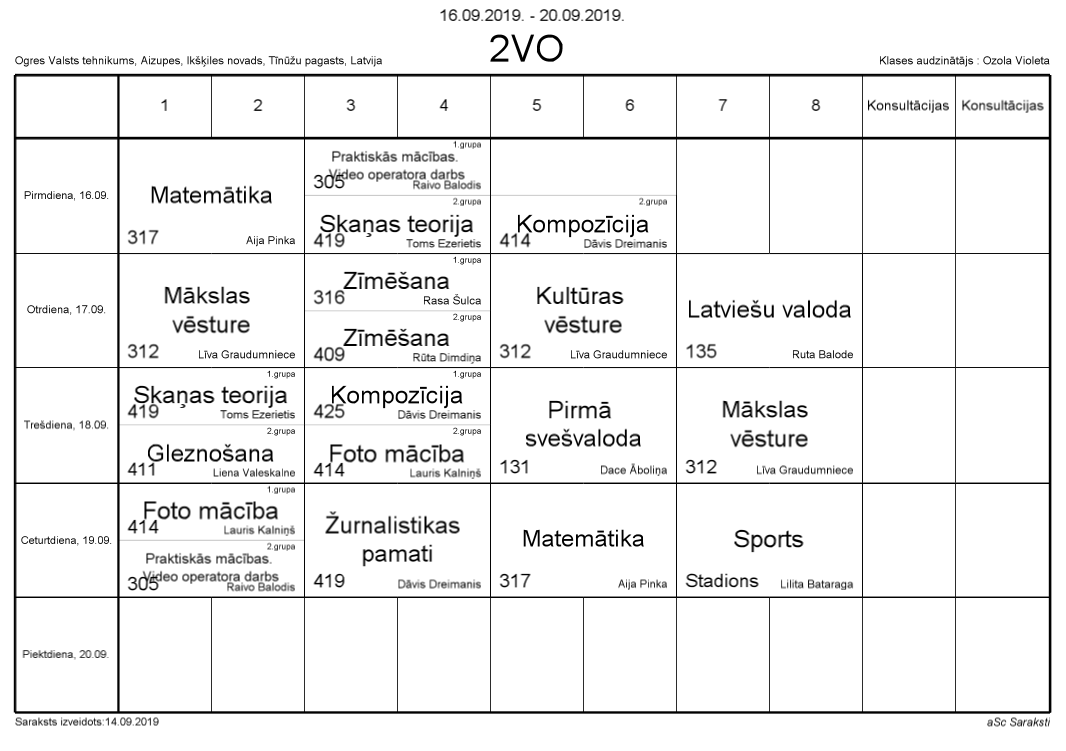 16.09.2019. - 20.09.2019.
2VO
Ogres Valsts tehnikums, Aizupes, Ikšķiles novads, Tīnūžu pagasts, Latvija
Klases audzinātājs : Ozola Violeta
1 2 3 4 5 6 7 8 Konsultācijas Konsultācijas
Pirmdiena, 16.09.
Matemātika
317 Aija Pinka
1.grupa
Praktiskās mācības.
Video operatora darbs
305 Raivo Balodis
2.grupa
Skaņas teorija
419 Toms Ezerietis
2.grupa
Kompozīcija
414 Dāvis Dreimanis
Otrdiena, 17.09.
Mākslas
vēsture
312 Līva Graudumniece
1.grupa
Zīmēšana
316 Rasa Šulca
2.grupa
Zīmēšana
409 Rūta Dimdiņa
Kultūras
vēsture
312 Līva Graudumniece
Latviešu valoda
135 Ruta Balode
Trešdiena, 18.09.
1.grupa
Skaņas teorija
419 Toms Ezerietis
2.grupa
Gleznošana
411 Liena Valeskalne
1.grupa
Kompozīcija
425 Dāvis Dreimanis
2.grupa
Foto mācība
414 Lauris Kalniņš
Pirmā
svešvaloda
131 Dace Āboliņa
Mākslas
vēsture
312 Līva Graudumniece
Ceturtdiena, 19.09.
1.grupa
Foto mācība
414 Lauris Kalniņš
2.grupa
Praktiskās mācības.
Video operatora darbs
305 Raivo Balodis
Žurnalistikas
pamati
419 Dāvis Dreimanis
Matemātika
317 Aija Pinka
Sports
Stadions Lilita Bataraga
Piektdiena, 20.09.
Saraksts izveidots:14.09.2019
aSc Saraksti